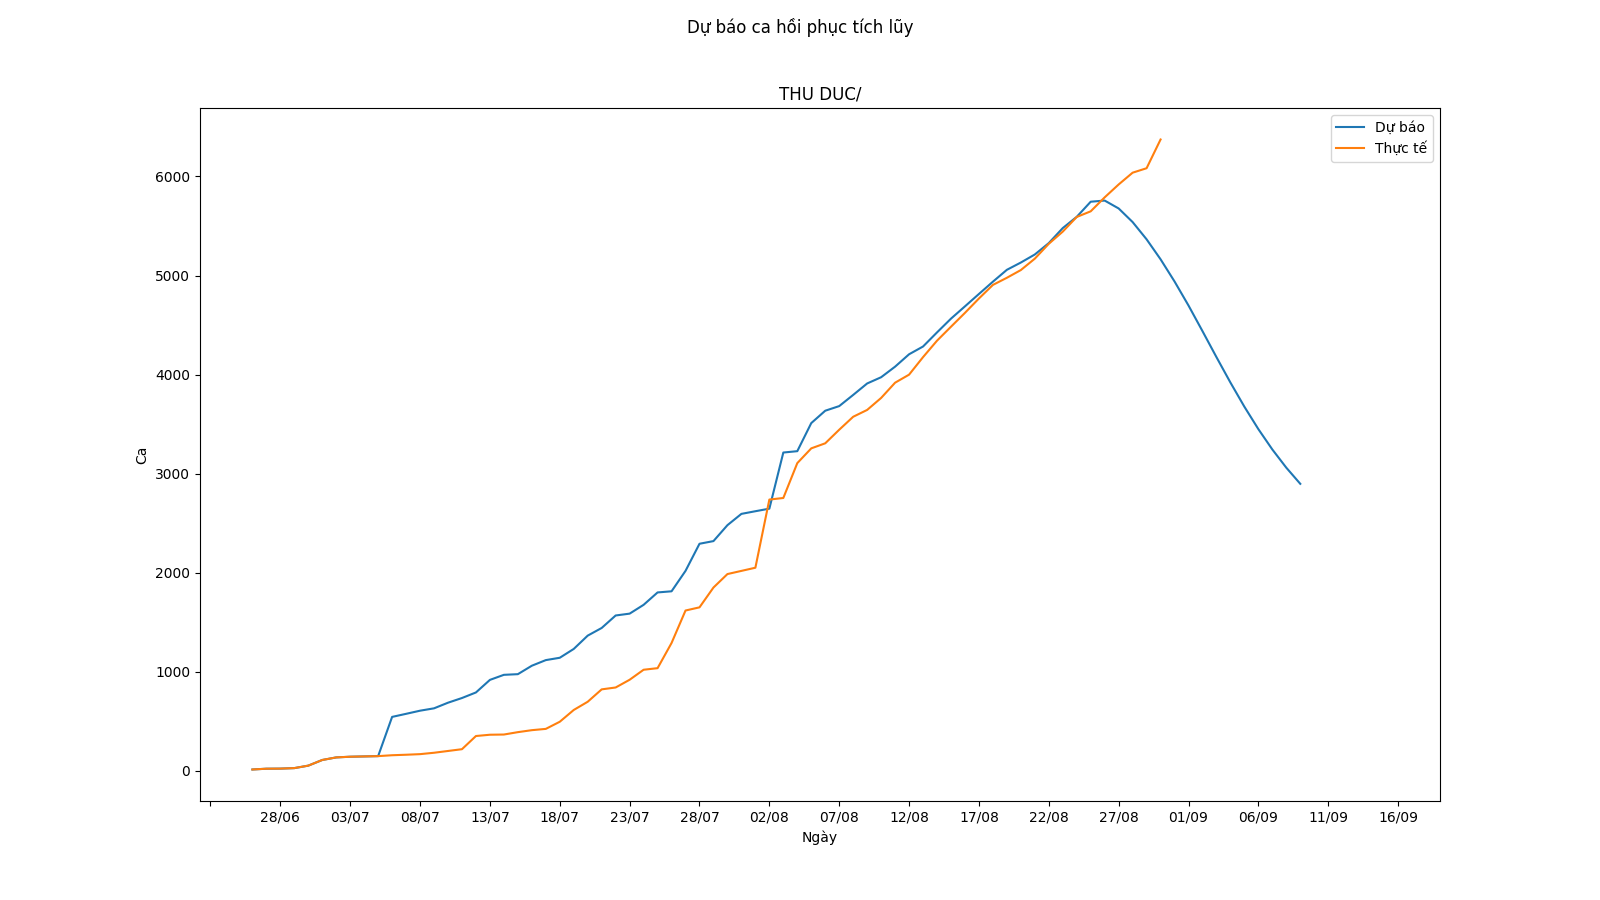 Dự báo ca hồi phục tích lũy
THU DUC/
Dự báo
Thực tế
6000
5000
4000
3000
2000
1000
0
Ca
28/06 03/07 08/07 13/07 18/07 23/07 28/07 02/08 07/08 12/08 17/08 22/08 27/08 01/09 06/09 11/09 16/09
Ngày